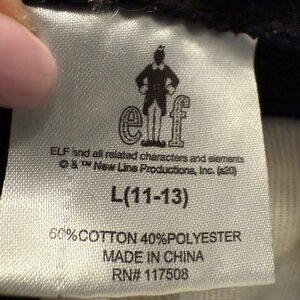 elf
ELF and all related characters and elements
© & ™ New Line Productions, Inc. (s20)
L(11-13)
60%COTTON 40%POLYESTER
MADE IN CHINA
RN# 117508